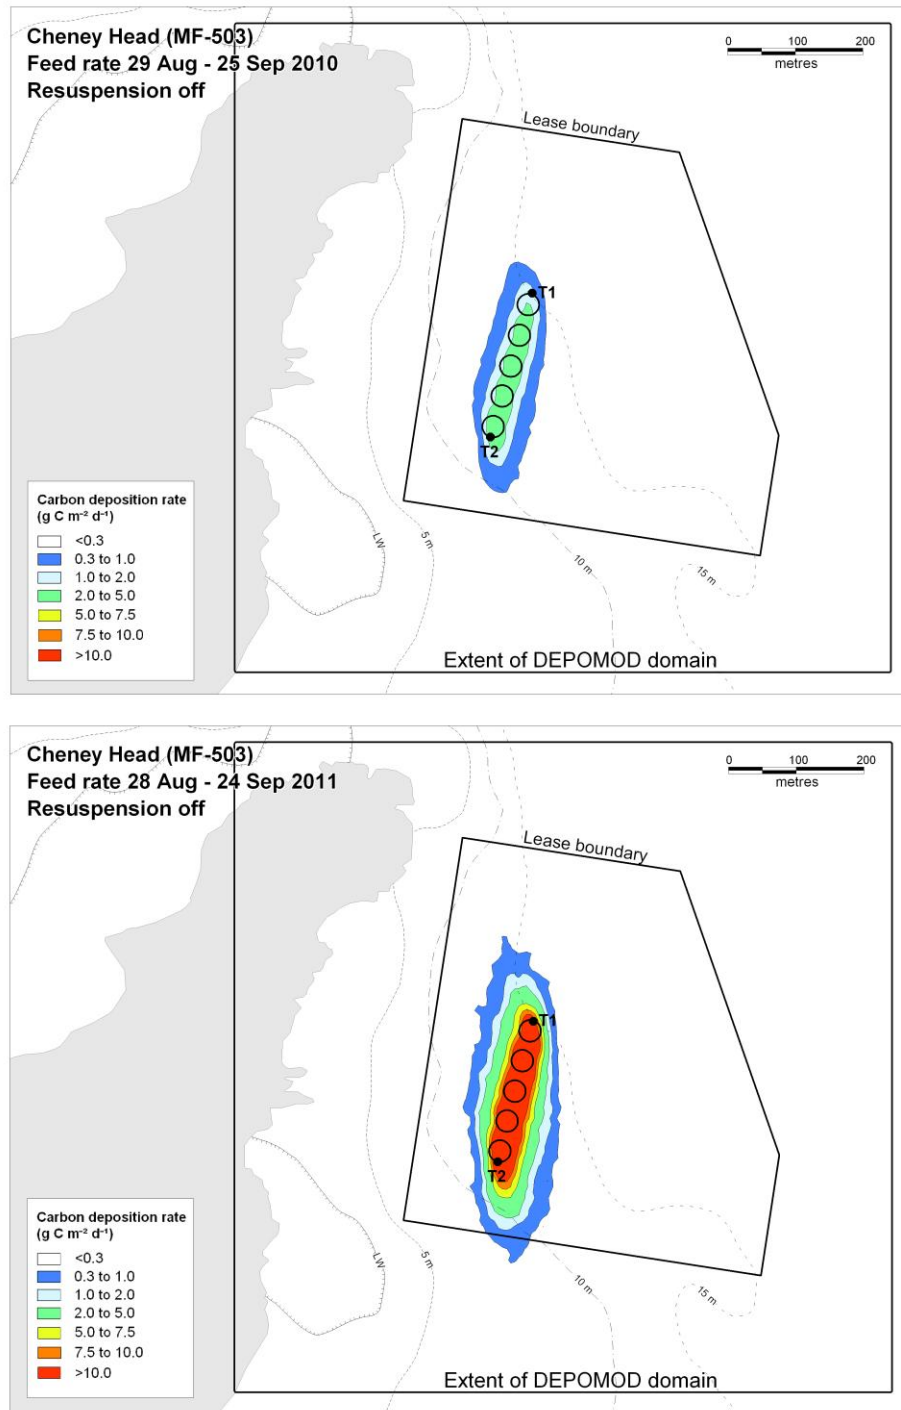 Cheney Head (MF-503)
Feed rate 29 Aug - 25 Sep 2010
Resuspension off
0 100 200
metres
Lease boundary
T1
T2
Carbon deposition rate
(g C m⁻² d⁻¹)
<0.3
0.3 to 1.0
1.0 to 2.0
2.0 to 5.0
5.0 to 7.5
7.5 to 10.0
>10.0
LW
5 m
10 m
15 m
Extent of DEPOMOD domain
Cheney Head (MF-503)
Feed rate 28 Aug - 24 Sep 2011
Resuspension off
0 100 200
metres
Lease boundary
T1
T2
Carbon deposition rate
(g C m⁻² d⁻¹)
<0.3
0.3 to 1.0
1.0 to 2.0
2.0 to 5.0
5.0 to 7.5
7.5 to 10.0
>10.0
LW
5 m
10 m
15 m
Extent of DEPOMOD domain